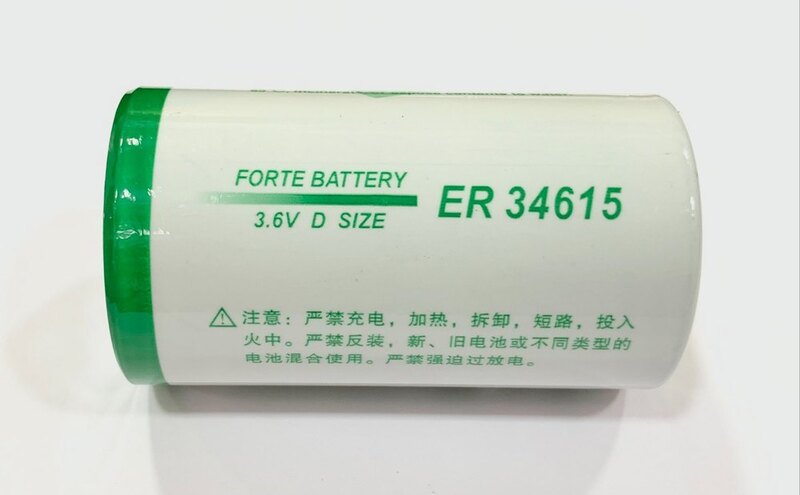 FORTE BATTERY
3.6V D SIZE
ER 34615
注意：严禁充电，加热，拆卸，短路，投入
火中。严禁反装，新、旧电池或不同类型的
电池混合使用。严禁强迫过放电。